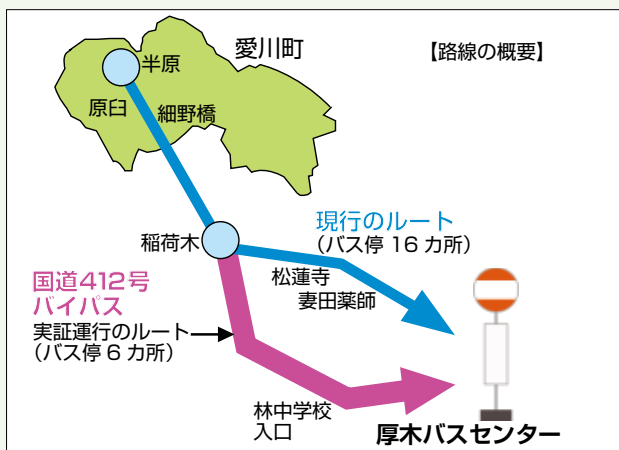 愛川町
【路線の概要】
半原
原臼
細野橋
稲荷木
現行のルート
（バス停 16 カ所）
松蓮寺
妻田薬師
国道412号
バイパス
実証運行のルート
（バス停 6 カ所）
林中学校
入口
厚木バスセンター